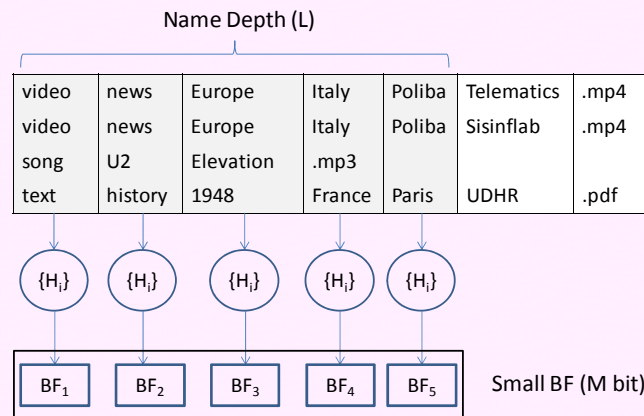 Name Depth (L)
video news Europe Italy Poliba Telematics .mp4
video news Europe Italy Poliba Sisinflab .mp4
song U2 Elevation .mp3
text history 1948 France Paris UDHR .pdf
{Hᵢ} {Hᵢ} {Hᵢ} {Hᵢ} {Hᵢ}
BF₁ BF₂ BF₃ BF₄ BF₅ Small BF (M bit)